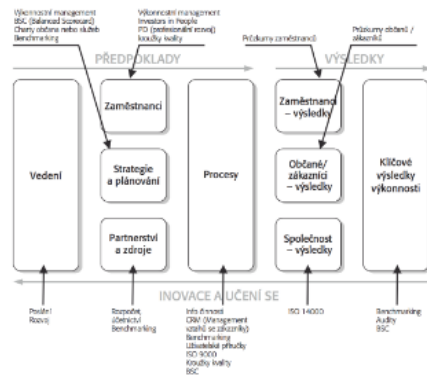 Výkonnostní management
BSC (Balanced Scorecard)
Charty občana nebo služeb
Benchmarking
Výkonnostní management
Investors in People
PD (profesionální rozvoj)
kroužky kvality
Průzkumy zaměstnanců
Průzkumy občanů /
zákazníků
PŘEDPOKLADY
VÝSLEDKY
Vedení
Zaměstnanci
Strategie
a plánování
Partnerství
a zdroje
Procesy
Zaměstnanci
– výsledky
Občané/
zákazníci
– výsledky
Společnost
– výsledky
Klíčové
výsledky
výkonnosti
INOVACE A UČENÍ SE
Poslání
Rozvoj
Rozpočet,
účetnictví
Benchmarking
Info činnosti
CRM (Management
vztahů se zákazníky)
Benchmarking
Uživatelské příručky
ISO 9000
Kroužky kvality
BSC
ISO 14000
Benchmarking
Audity
BSC